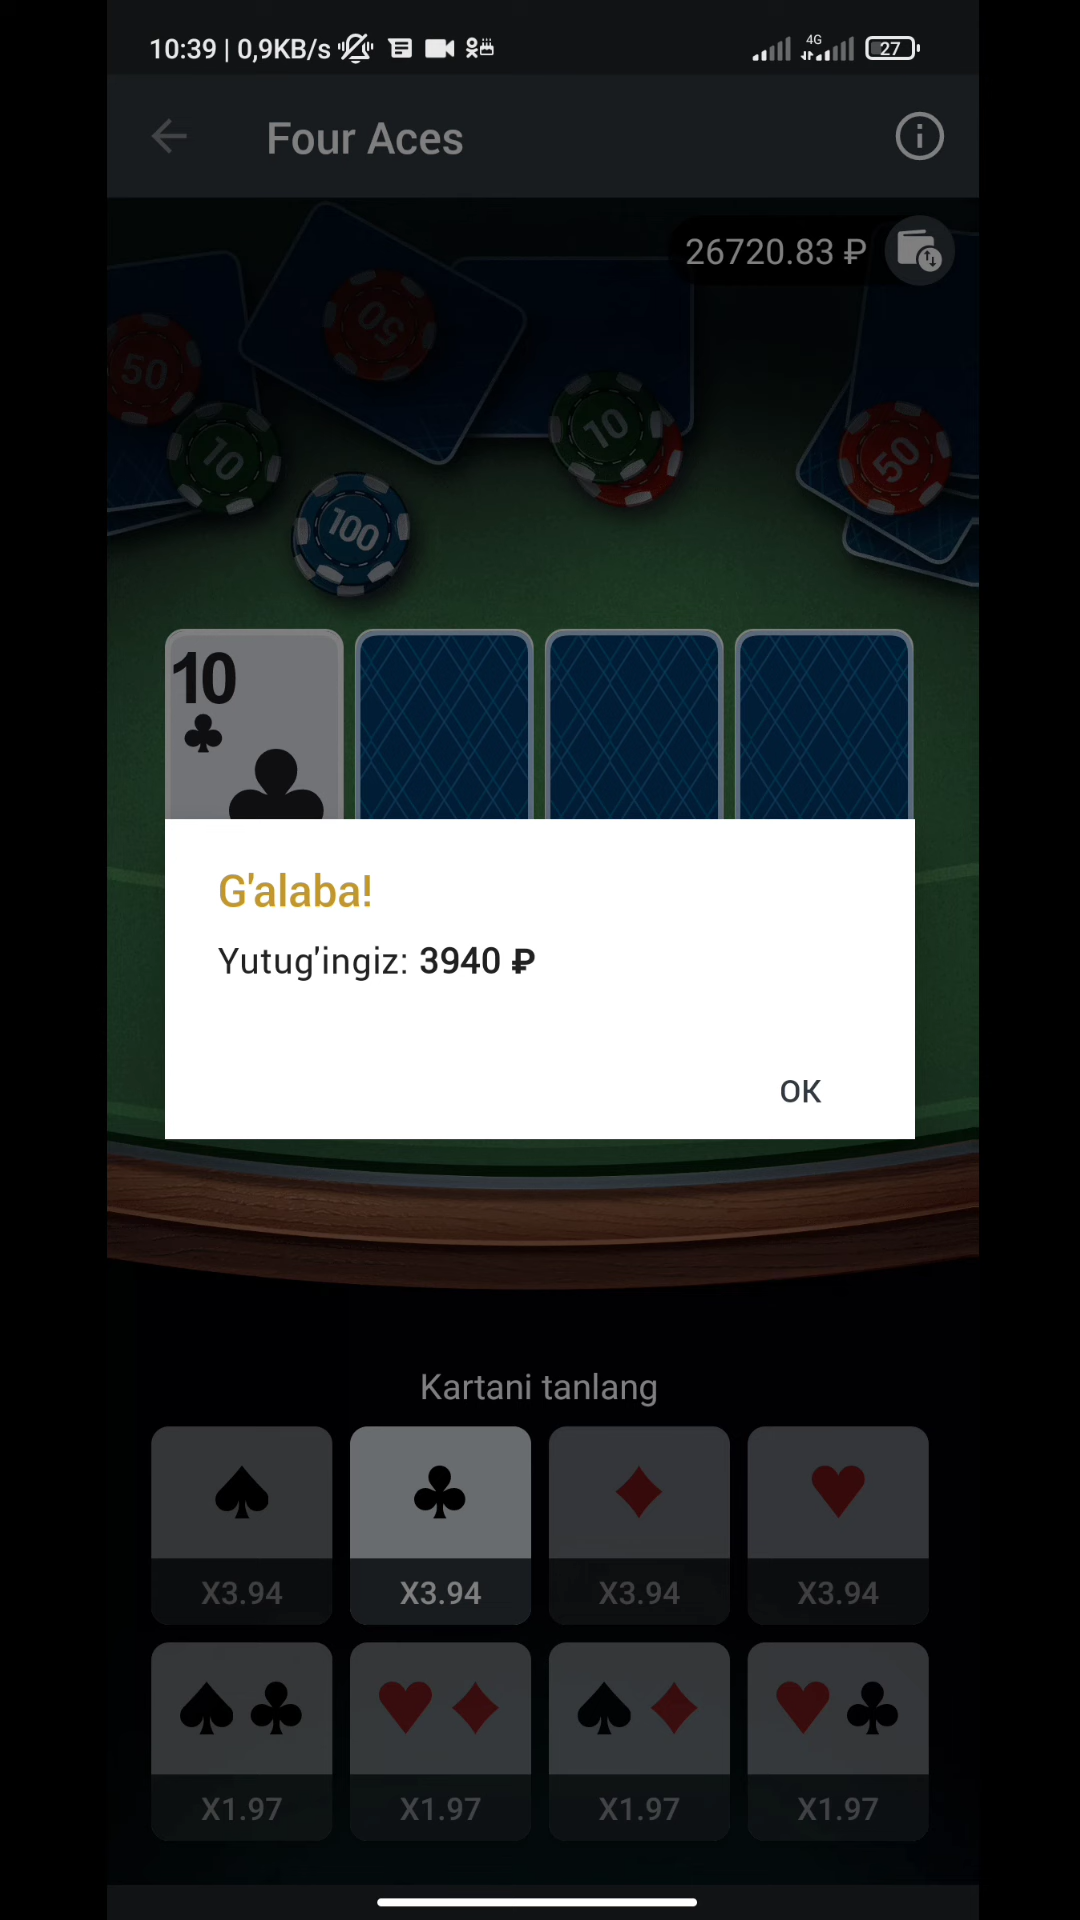 10:39 | 0,9KB/s 4G 27
Four Aces
26720.83 ₽
50
50
10
10
50
100
10
G'alaba!
Yutug'ingiz: 3940 ₽
OK
Kartani tanlang
X3.94 X3.94 X3.94 X3.94
X1.97 X1.97 X1.97 X1.97